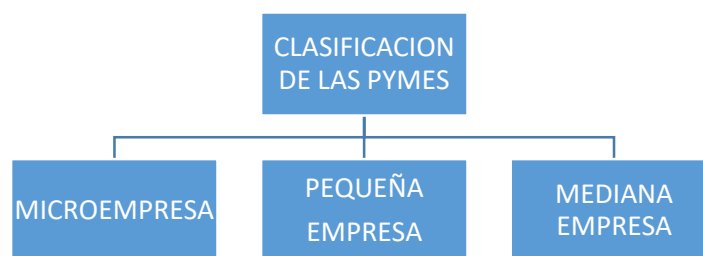 CLASIFICACION
DE LAS PYMES
MICROEMPRESA
PEQUEÑA
EMPRESA
MEDIANA
EMPRESA